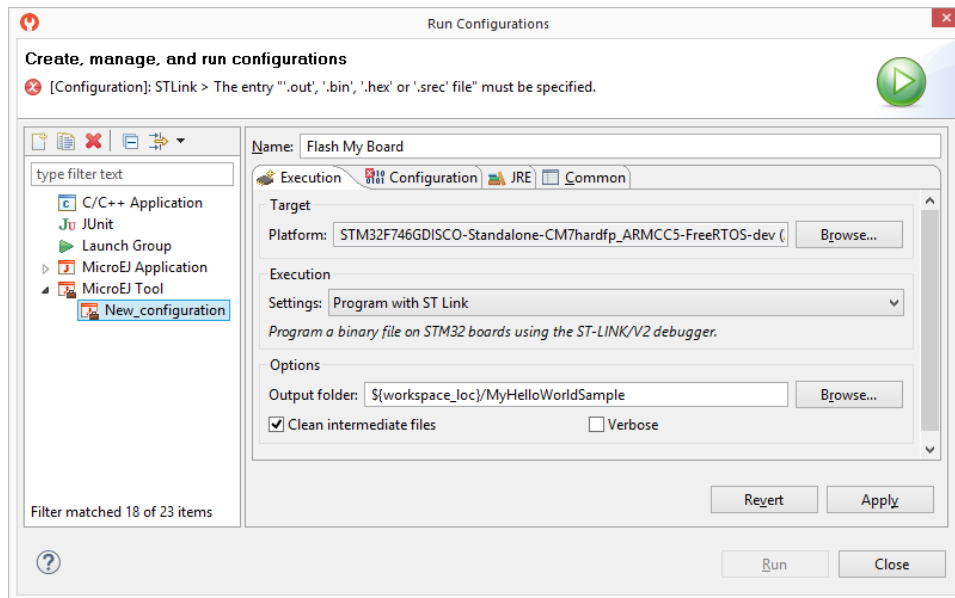 Run Configurations
Create, manage, and run configurations
[Configuration]: STLink > The entry "'.out', '.bin', '.hex' or '.srec' file" must be specified.
Name: Flash My Board
type filter text
Execution Configuration JRE Common
C/C++ Application
JUnit
Launch Group
MicroEJ Application
MicroEJ Tool
New_configuration
Target
Platform: STM32F746GDISCO-Standalone-CM7hardfp_ARMCC5-FreeRTOS-dev (
Browse...
Execution
Settings: Program with ST Link
Program a binary file on STM32 boards using the ST-LINK/V2 debugger.
Options
Output folder: ${workspace_loc}/MyHelloWorldSample
Browse...
Clean intermediate files Verbose
Filter matched 18 of 23 items
Revert Apply
Run Close